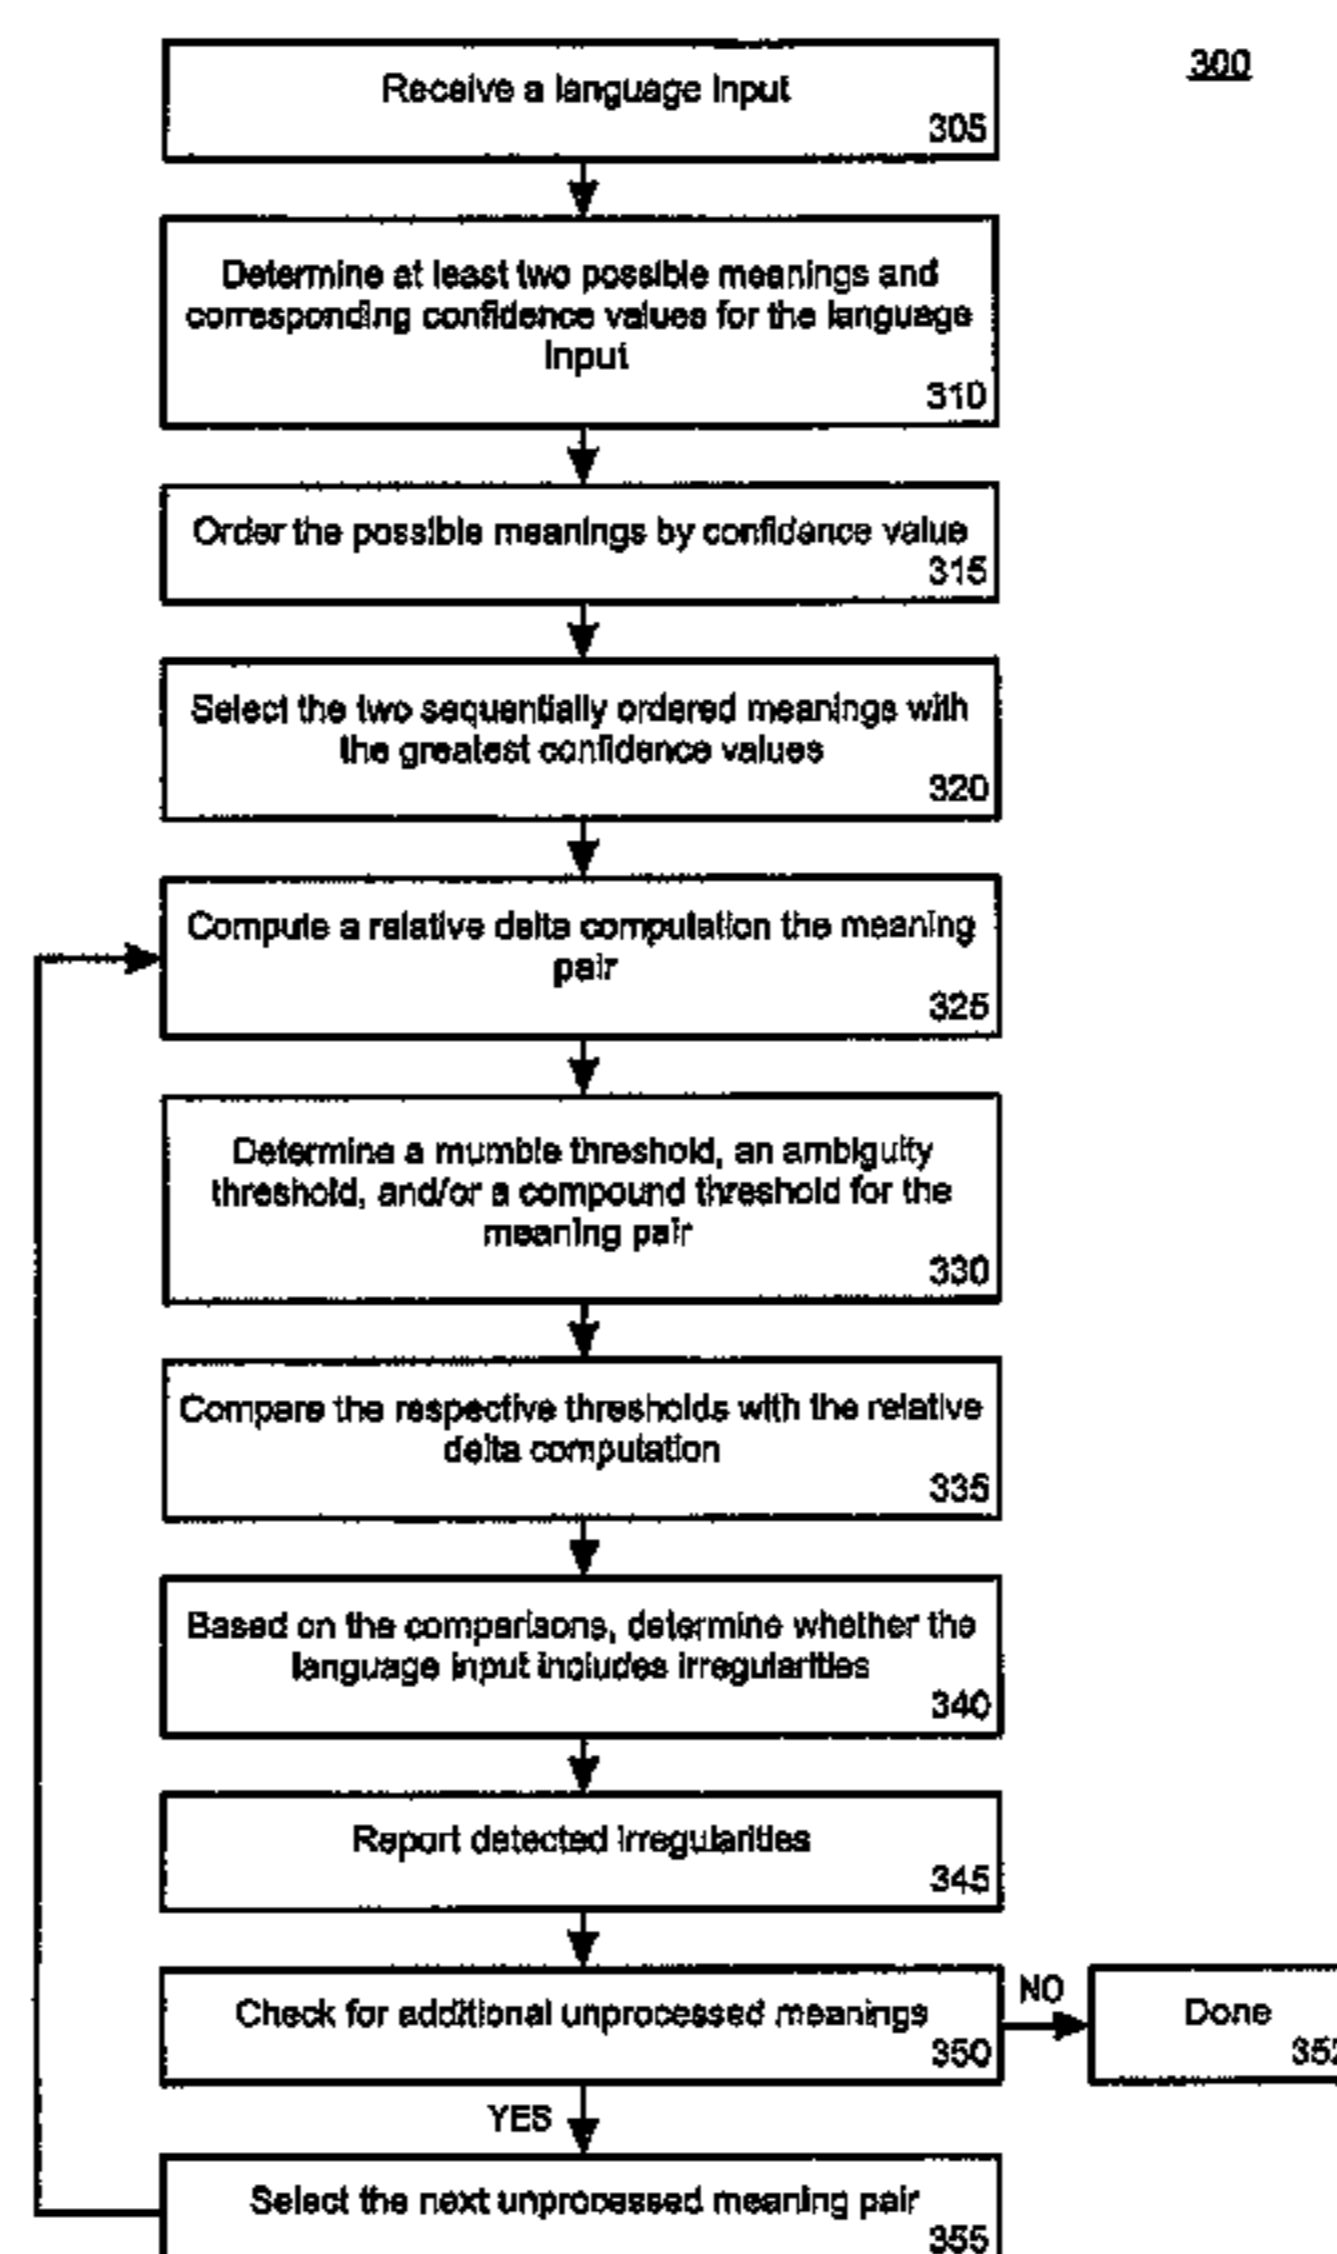 300
Receive a language input
305
Determine at least two possible meanings and
corresponding confidence values for the language
input
310
Order the possible meanings by confidence value
315
Select the two sequentially ordered meanings with
the greatest confidence values
320
Compute a relative delta computation the meaning
pair
325
Determine a mumble threshold, an ambiguity
threshold, and/or a compound threshold for the
meaning pair
330
Compare the respective thresholds with the relative
delta computation
335
Based on the comparisons, determine whether the
language input includes irregularities
340
Report detected irregularities
345
Check for additional unprocessed meanings
350
NO
Done
352
YES
Select the next unprocessed meaning pair
355